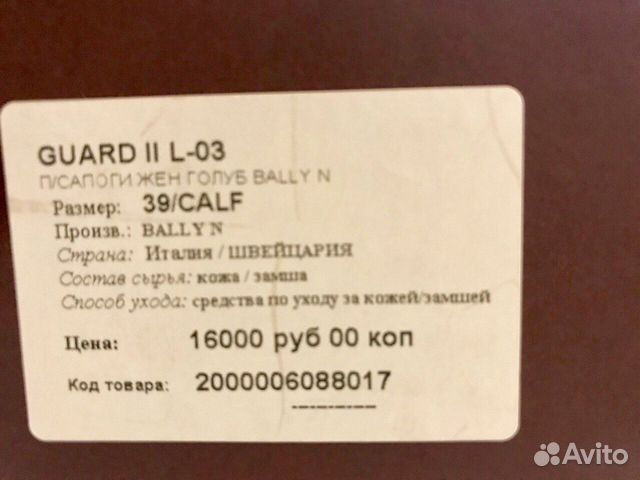 GUARD II L-03
П/САПОГИ ЖЕН ГОЛУБ BALLY N
Размер: 39/CALF
Произв.: BALLY N
Страна: Италия / ШВЕЙЦАРИЯ
Состав сырья: кожа / замша
Способ ухода: средства по уходу за кожей/замшей
Цена: 16000 руб 00 коп
Код товара: 2000006088017
Avito